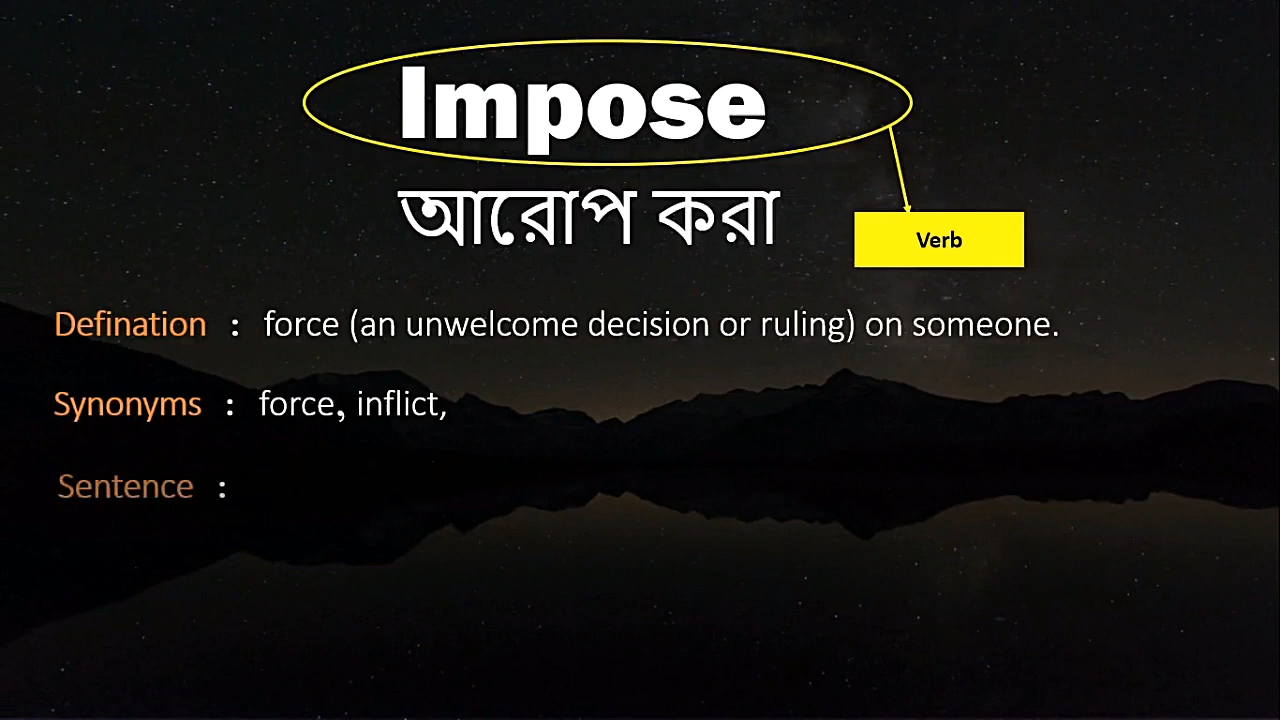 Impose
আরোপ করা
Verb
Defination : force (an unwelcome decision or ruling) on someone.
Synonyms : force, inflict,
Sentence :